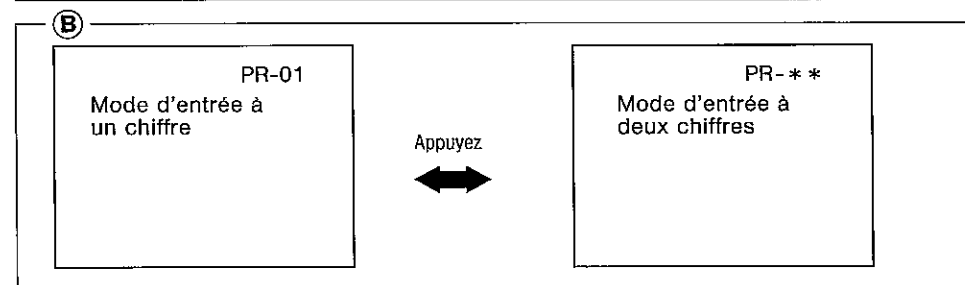 B
PR-01
Mode d'entrée à
un chiffre
Appuyez
PR-**
Mode d'entrée à
deux chiffres